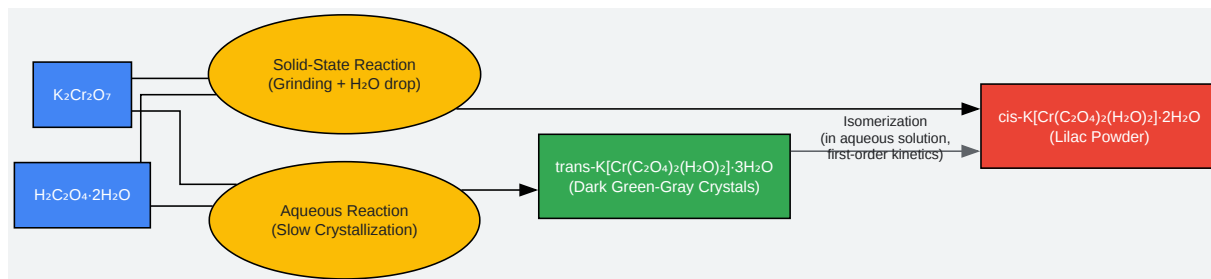 K₂Cr₂O₇
H₂C₂O₄·2H₂O
Solid-State Reaction
(Grinding + H₂O drop)
Aqueous Reaction
(Slow Crystallization)
trans-K[Cr(C₂O₄)₂(H₂O)₂]·3H₂O
(Dark Green-Gray Crystals)
Isomerization
(in aqueous solution,
first-order kinetics)
cis-K[Cr(C₂O₄)₂(H₂O)₂]·2H₂O
(Lilac Powder)